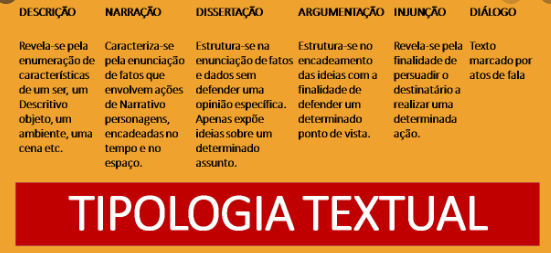 DESCRIÇÃO
Revela-se pela
enumeração de
características
de um ser, um
Descritivo
objeto, um
ambiente, uma
cena etc.
NARRAÇÃO
Caracteriza-se
pela enunciação
de fatos que
envolvem ações
de Narrativo
personagens,
encadeadas no
tempo e no
espaço.
DISSERTAÇÃO
Estrutura-se na
enunciação de fatos
e dados sem
defender uma
opinião específica.
Apenas expõe
ideias sobre um
determinado
assunto.
ARGUMENTAÇÃO
Estrutura-se no
encadeamento
das ideias com a
finalidade de
defender um
determinado
ponto de vista.
INJUNÇÃO
Revela-se pela
finalidade de
persuadir o
destinatário a
realizar uma
determinada
ação.
DIÁLOGO
Texto
marcado por
atos de fala
TIPOLOGIA TEXTUAL